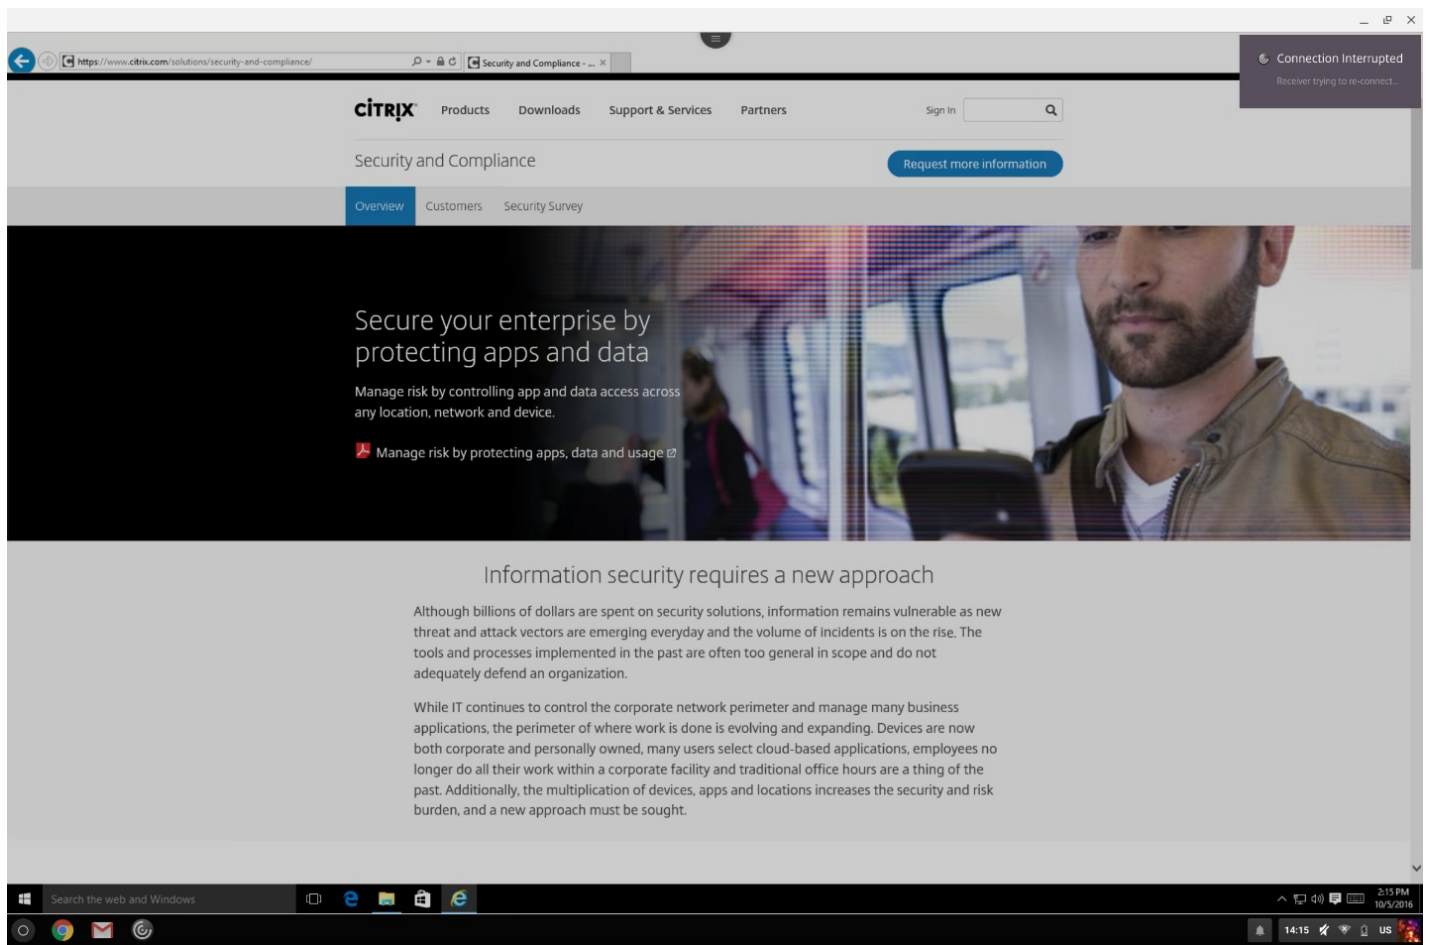 https://www.citrix.com/solutions/security-and-compliance/
Security and Compliance - ...
Connection Interrupted
Receiver trying to re-connect...
CİTRIX
Products Downloads Support & Services Partners
Sign In
Security and Compliance
Request more information
Overview Customers Security Survey
Secure your enterprise by
protecting apps and data
Manage risk by controlling app and data access across
any location, network and device.
Manage risk by protecting apps, data and usage
Information security requires a new approach
Although billions of dollars are spent on security solutions, information remains vulnerable as new
threat and attack vectors are emerging everyday and the volume of incidents is on the rise. The
tools and processes implemented in the past are often too general in scope and do not
adequately defend an organization.
While IT continues to control the corporate network perimeter and manage many business
applications, the perimeter of where work is done is evolving and expanding. Devices are now
both corporate and personally owned, many users select cloud-based applications, employees no
longer do all their work within a corporate facility and traditional office hours are a thing of the
past. Additionally, the multiplication of devices, apps and locations increases the security and risk
burden, and a new approach must be sought.
Search the web and Windows
2:15 PM
10/5/2016
14:15 US